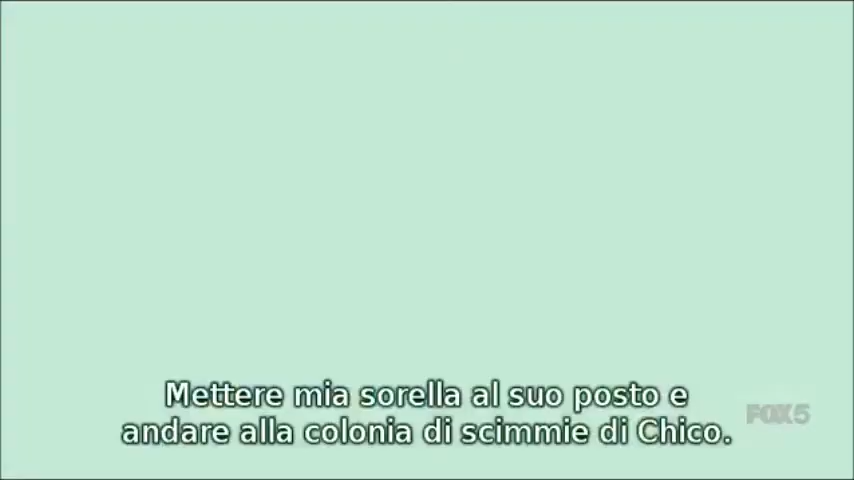 Mettere mia sorella al suo posto e
andare alla colonia di scimmie di Chico.
FOX5